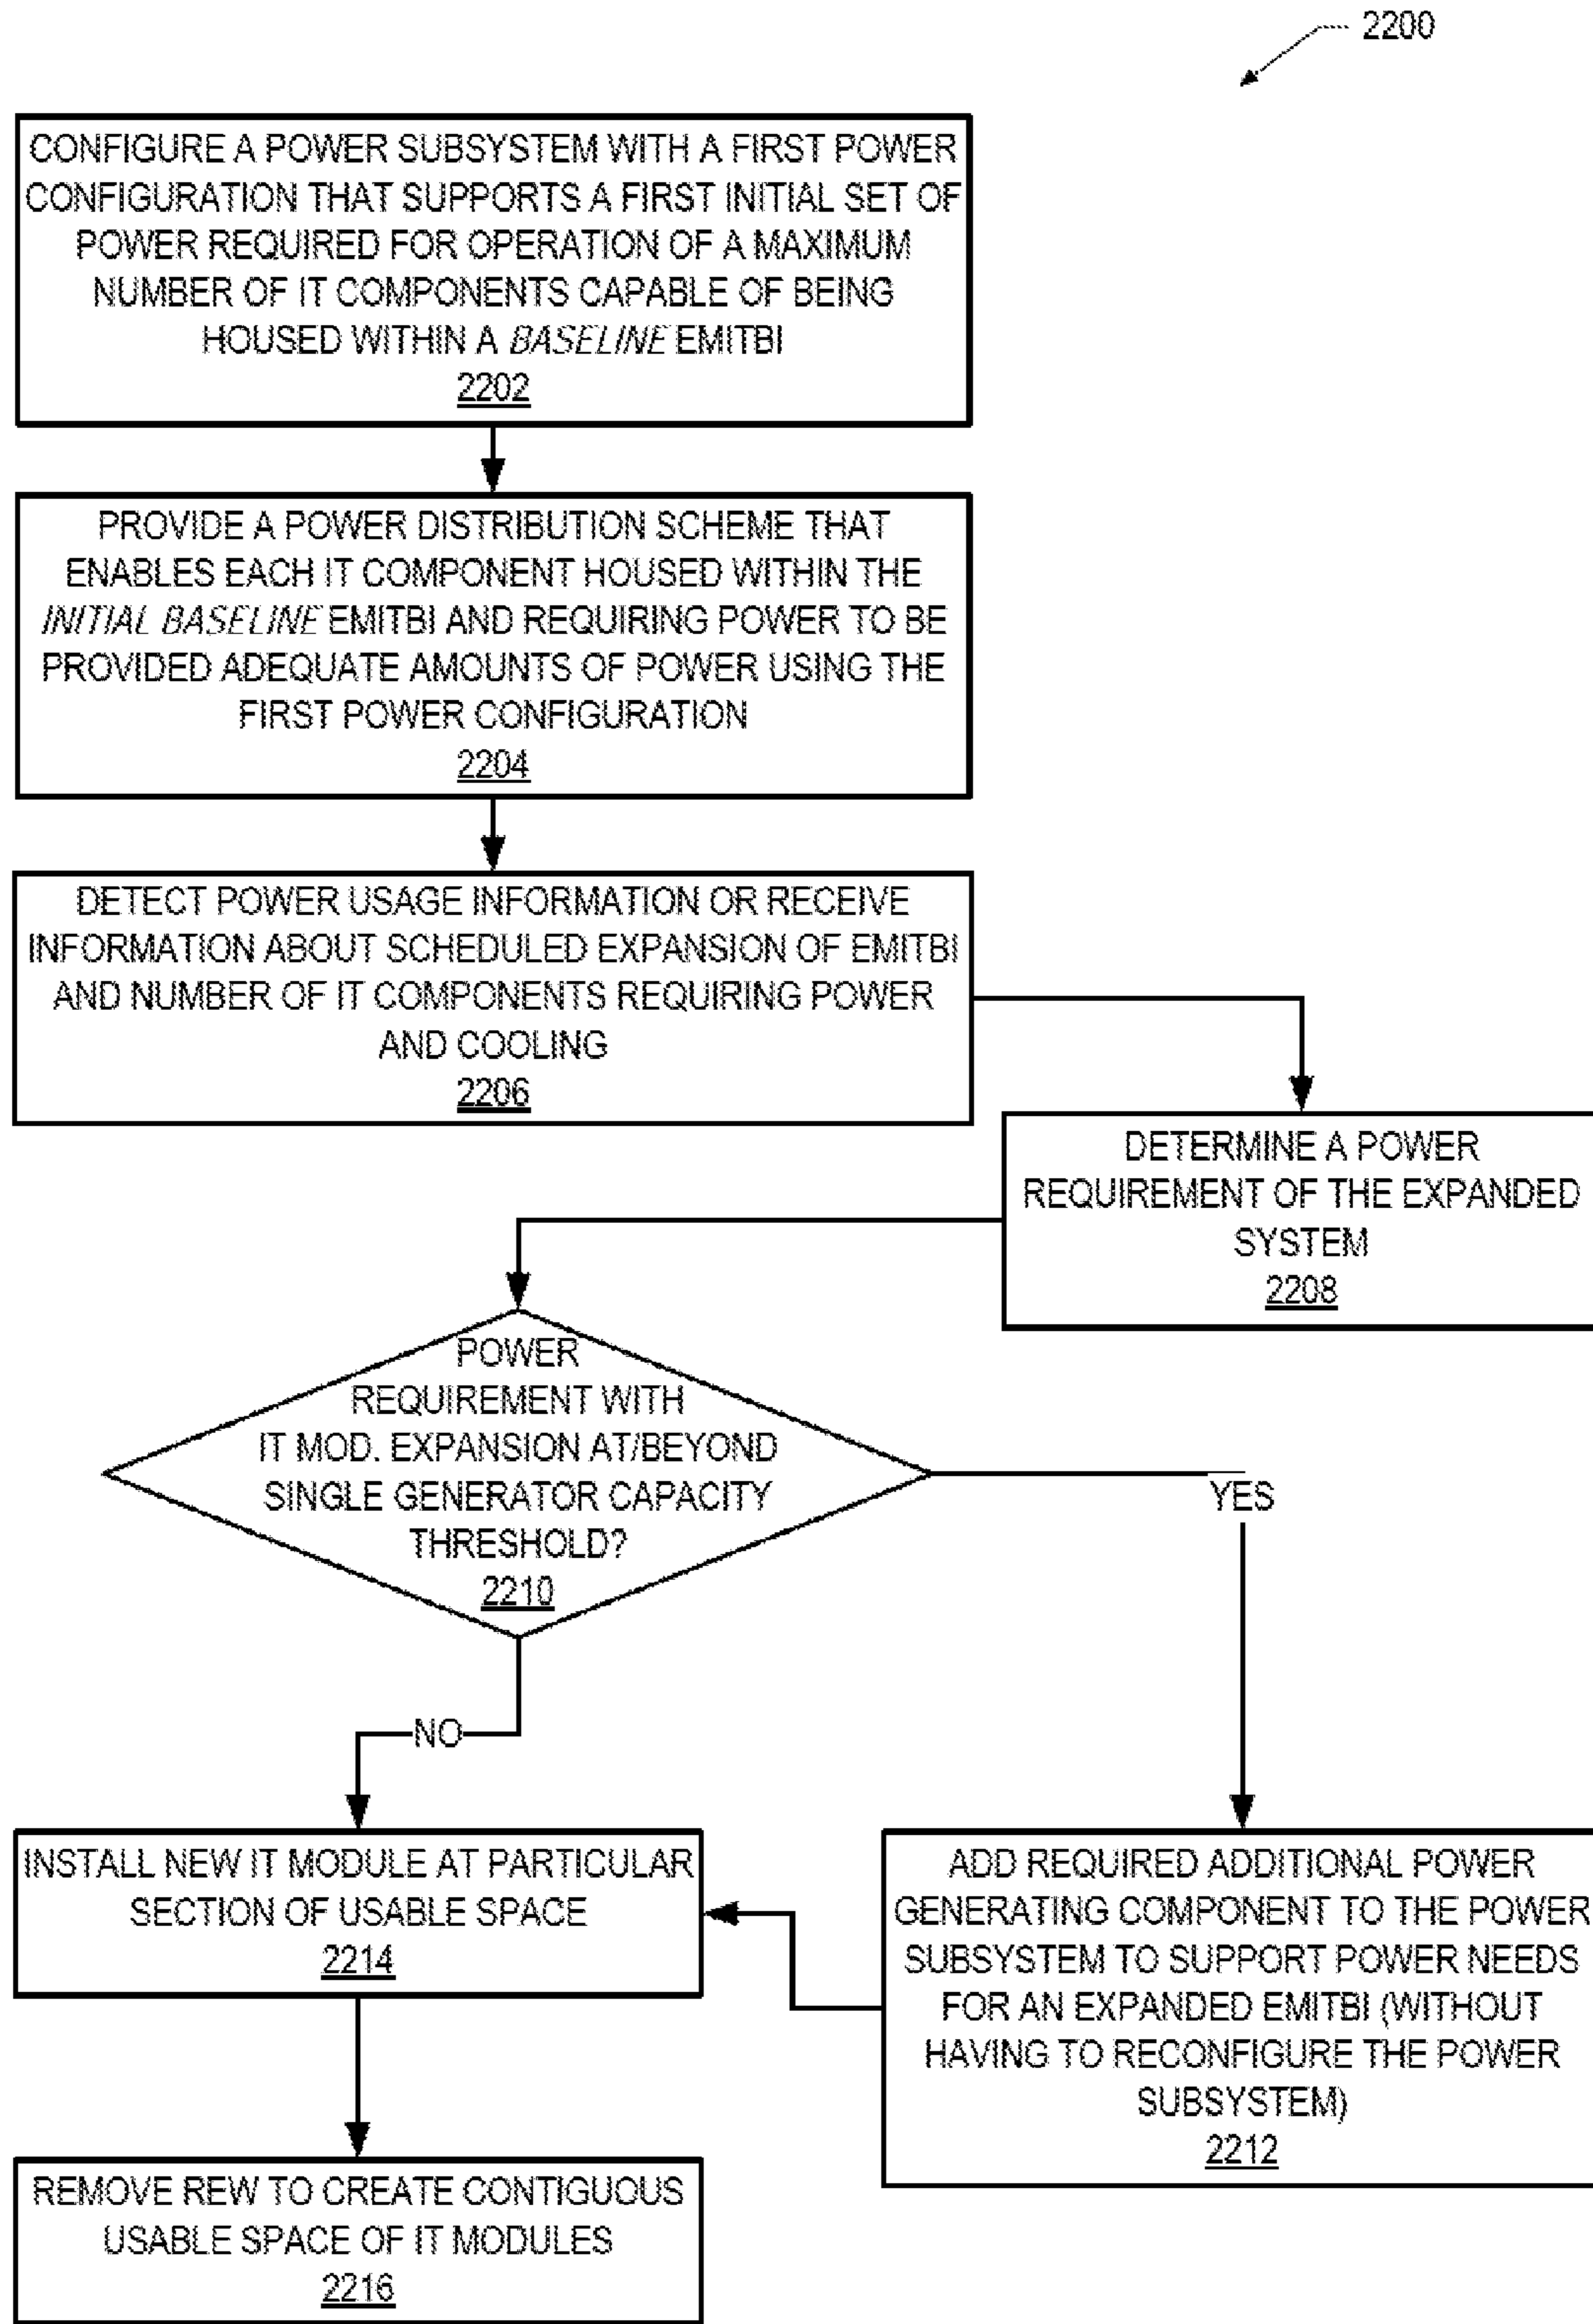 2200
CONFIGURE A POWER SUBSYSTEM WITH A FIRST POWER
CONFIGURATION THAT SUPPORTS A FIRST INITIAL SET OF
POWER REQUIRED FOR OPERATION OF A MAXIMUM
NUMBER OF IT COMPONENTS CAPABLE OF BEING
HOUSED WITHIN A BASELINE EMITBI
2202
PROVIDE A POWER DISTRIBUTION SCHEME THAT
ENABLES EACH IT COMPONENT HOUSED WITHIN THE
INITIAL BASELINE EMITBI AND REQUIRING POWER TO BE
PROVIDED ADEQUATE AMOUNTS OF POWER USING THE
FIRST POWER CONFIGURATION
2204
DETECT POWER USAGE INFORMATION OR RECEIVE
INFORMATION ABOUT SCHEDULED EXPANSION OF EMITBI
AND NUMBER OF IT COMPONENTS REQUIRING POWER
AND COOLING
2206
DETERMINE A POWER
REQUIREMENT OF THE EXPANDED
SYSTEM
2208
POWER
REQUIREMENT WITH
IT MOD. EXPANSION AT/BEYOND
SINGLE GENERATOR CAPACITY
THRESHOLD?
2210
YES
NO
INSTALL NEW IT MODULE AT PARTICULAR
SECTION OF USABLE SPACE
2214
ADD REQUIRED ADDITIONAL POWER
GENERATING COMPONENT TO THE POWER
SUBSYSTEM TO SUPPORT POWER NEEDS
FOR AN EXPANDED EMITBI (WITHOUT
HAVING TO RECONFIGURE THE POWER
SUBSYSTEM)
2212
REMOVE REW TO CREATE CONTIGUOUS
USABLE SPACE OF IT MODULES
2216